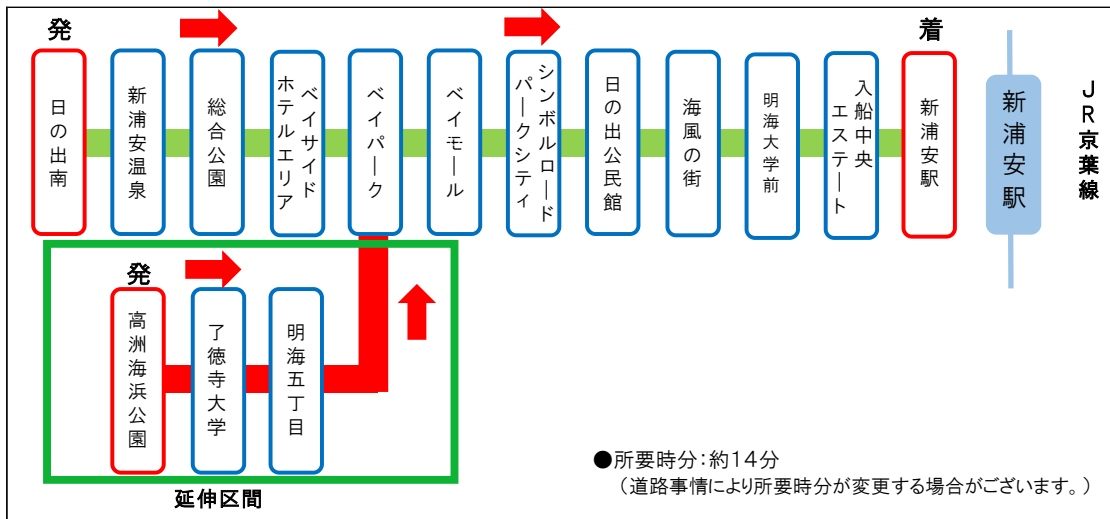 発
着
日の出南
新浦安温泉
総合公園
ベイサイド
ホテルエリア
ベイパーク
ベイモール
シンボルロード
パークシティ
日の出公民館
海風の街
明海大学前
入船中央
エステート
新浦安駅
新浦安駅
JR京葉線
発
高洲海浜公園
了徳寺大学
明海五丁目
延伸区間
●所要時分:約14分
(道路事情により所要時分が変更する場合がございます。)